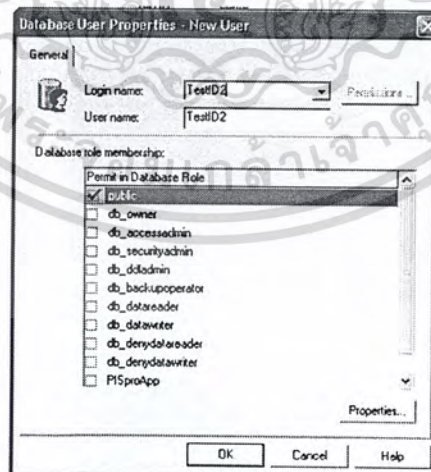 Database User Properties - New User
General
Login name: TestID2 Permissions ...
User name: TestID2
Database role membership:
Permit in Database Role
public
db_owner
db_accessadmin
db_securityadmin
db_ddladmin
db_backupoperator
db_datareader
db_datawriter
db_denydatareader
db_denydatawriter
PISproApp
Properties...
OK Cancel Help